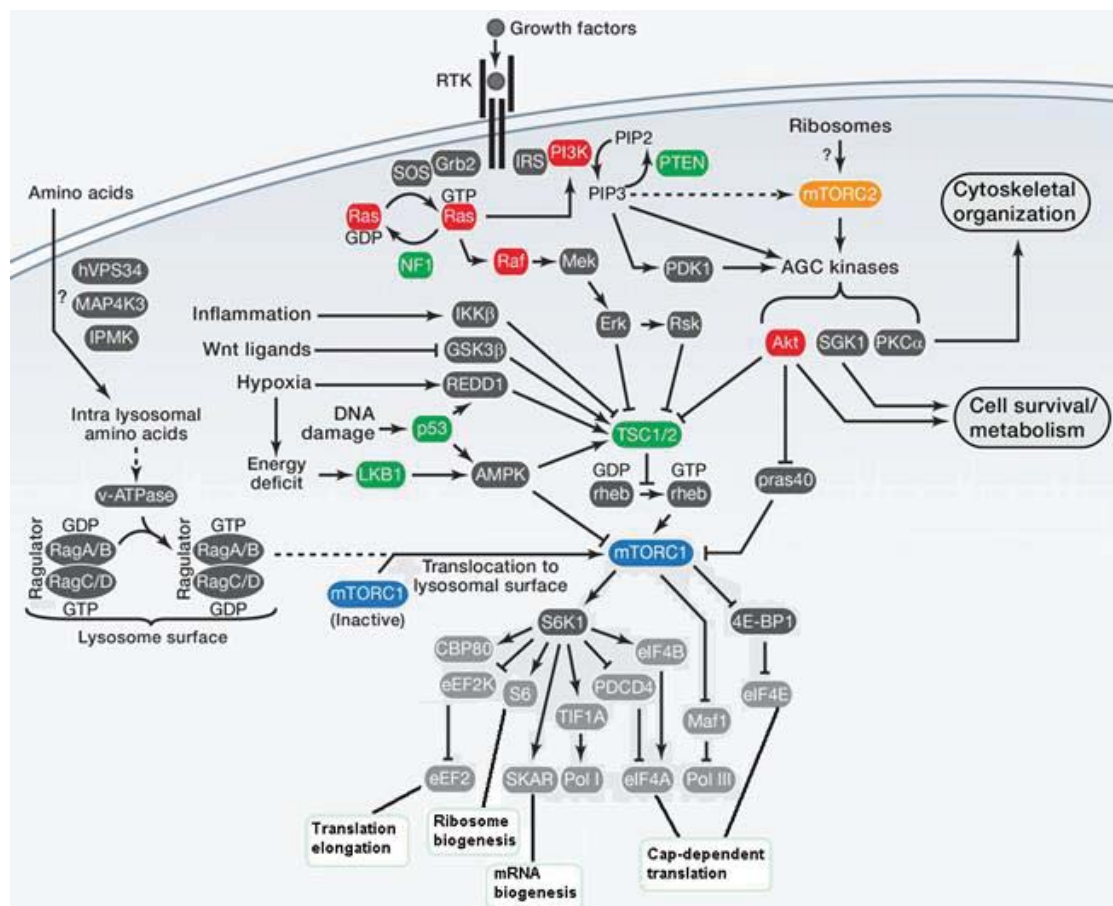 Growth factors
RTK
Ribosomes
?
PIP2
PI3K
IRS
PTEN
Grb2
SOS
Amino acids
PIP3
mTORC2
Cytoskeletal
organization
GTP
Ras
Ras
GDP
NF1
Raf
Mek
PDK1
AGC kinases
hVPS34
?
MAP4K3
IPMK
Inflammation
IKKβ
Erk
Rsk
Akt
SGK1
PKCα
Wnt ligands
GSK3β
Hypoxia
REDD1
Cell survival/
metabolism
DNA
damage
p53
TSC1/2
Intra lysosomal
amino acids
Energy
deficit
LKB1
AMPK
GDP
rheb
GTP
rheb
pras40
v-ATPase
Ragulator
GDP
RagA/B
RagC/D
GTP
Ragulator
GTP
RagA/B
RagC/D
GDP
Lysosome surface
mTORC1
Translocation to
lysosomal surface
mTORC1
(Inactive)
S6K1
4E-BP1
CBP80
eIF4B
eEF2K
S6
PDCD4
eIF4E
TIF1A
Maf1
eEF2
SKAR
Pol I
eIF4A
Pol III
Translation
elongation
Ribosome
biogenesis
mRNA
biogenesis
Cap-dependent
translation